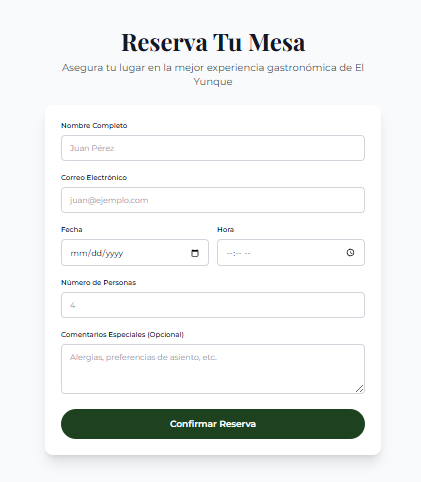 Reserva Tu Mesa
Asegura tu lugar en la mejor experiencia gastronómica de El
Yunque
Nombre Completo
Juan Pérez
Correo Electrónico
juan@ejemplo.com
Fecha
Hora
mm/dd/yyyy
--:-- --
Número de Personas
4
Comentarios Especiales (Opcional)
Alergias, preferencias de asiento, etc.
Confirmar Reserva